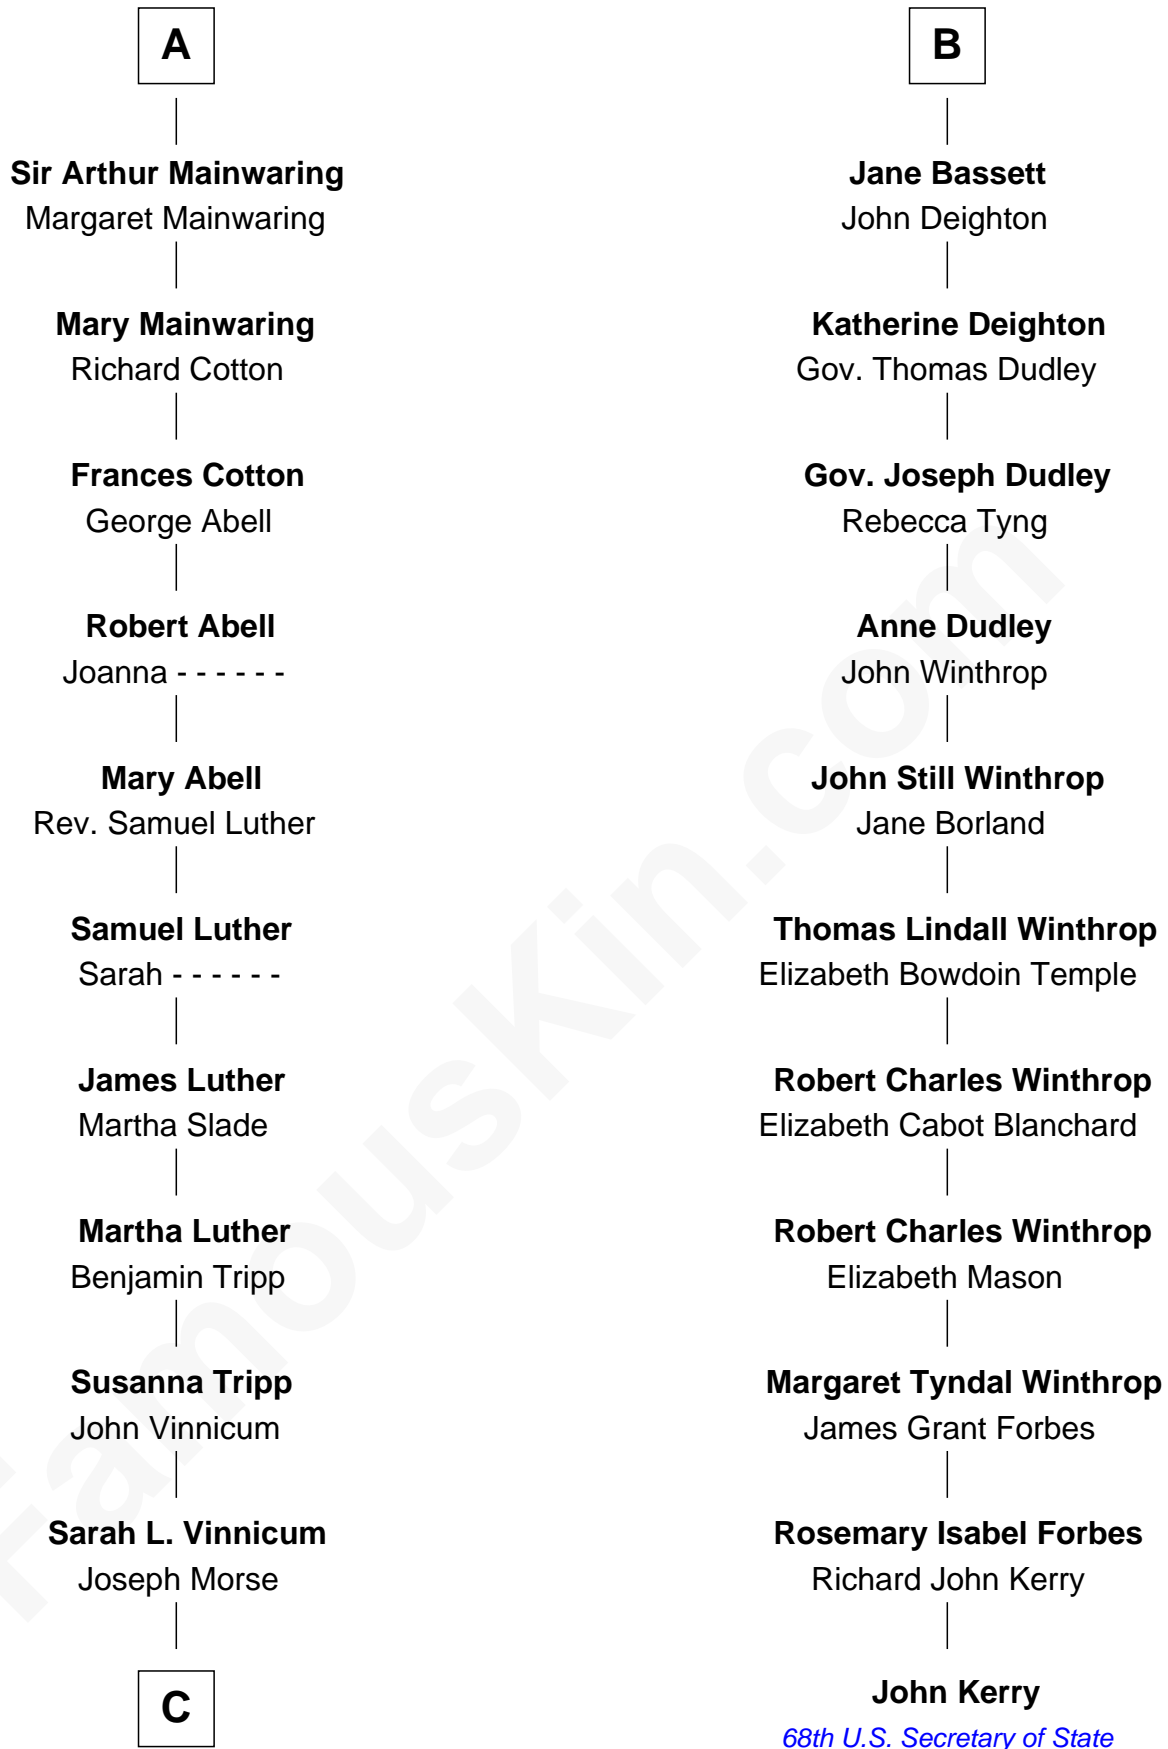 A
Sir Arthur Mainwaring
Margaret Mainwaring
Mary Mainwaring
Richard Cotton
Frances Cotton
George Abell
Robert Abell
Joanna - - - - - -
Mary Abell
Rev. Samuel Luther
Samuel Luther
Sarah - - - - - -
James Luther
Martha Slade
Martha Luther
Benjamin Tripp
Susanna Tripp
John Vinnicum
Sarah L. Vinnicum
Joseph Morse
C
B
Jane Bassett
John Deighton
Katherine Deighton
Gov. Thomas Dudley
Gov. Joseph Dudley
Rebecca Tyng
Anne Dudley
John Winthrop
John Still Winthrop
Jane Borland
Thomas Lindall Winthrop
Elizabeth Bowdoin Temple
Robert Charles Winthrop
Elizabeth Cabot Blanchard
Robert Charles Winthrop
Elizabeth Mason
Margaret Tyndal Winthrop
James Grant Forbes
Rosemary Isabel Forbes
Richard John Kerry
John Kerry
68th U.S. Secretary of State
FamousKin.com